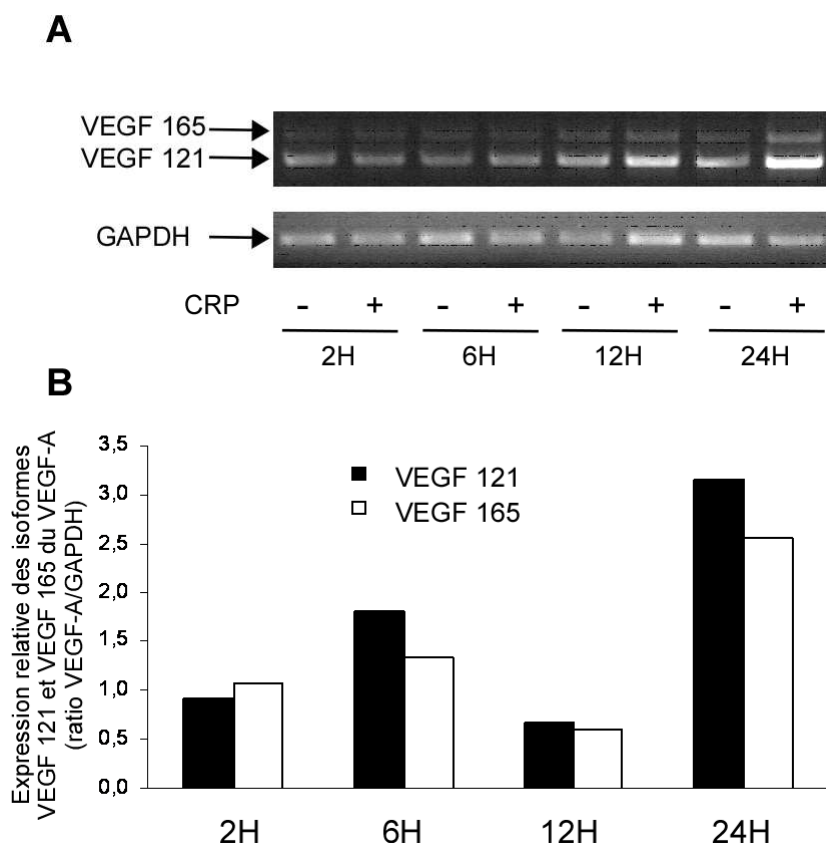 A
VEGF 165
VEGF 121
GAPDH
CRP - + - + - + - +
2H 6H 12H 24H
B
Expression relative des isoformes
VEGF 121 et VEGF 165 du VEGF-A
(ratio VEGF-A/GAPDH)
3,5
3,0
2,5
2,0
1,5
1,0
0,5
0,0
VEGF 121
VEGF 165
2H 6H 12H 24H